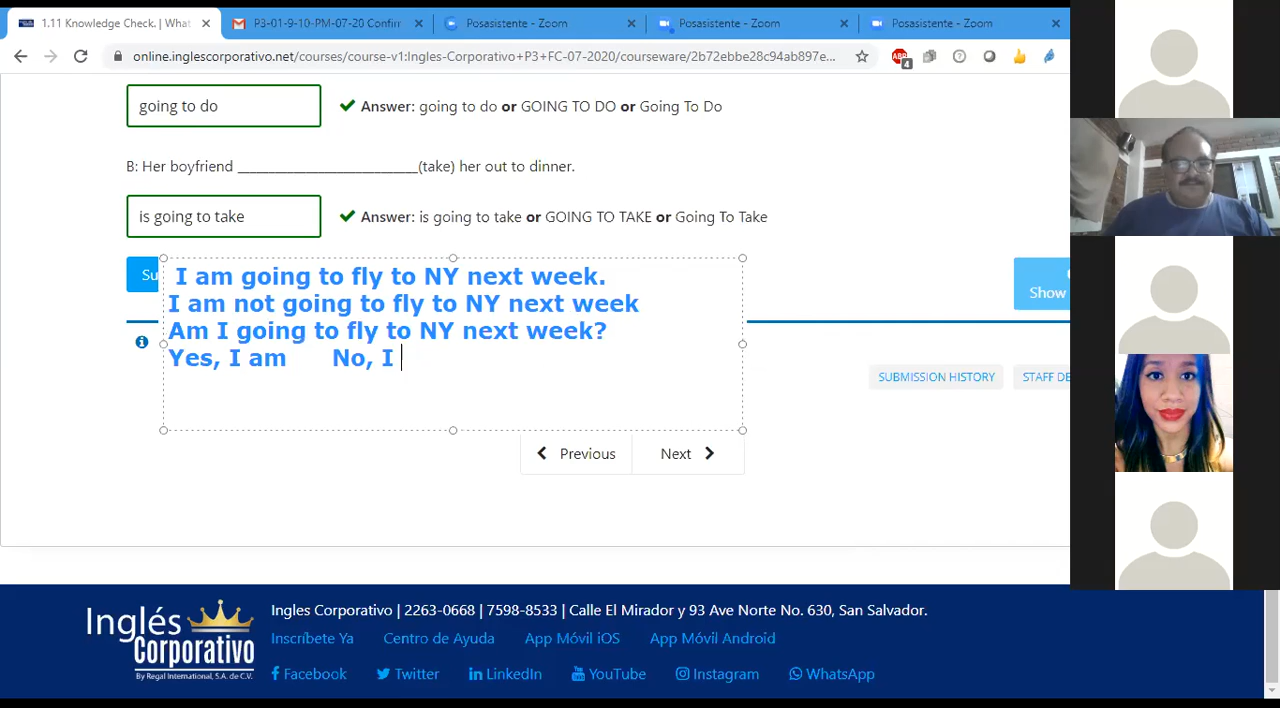 1.11 Knowledge Check. | What
P3-01-9-10-PM-07-20 Confir
Posasistente - Zoom
Posasistente - Zoom
Posasistente - Zoom
online.inglescorporativo.net/courses/course-v1:Ingles-Corporativo+P3+FC-07-2020/courseware/2b72ebbe28c94ab897e...
4
going to do
Answer: going to do or GOING TO DO or Going To Do
B: Her boyfriend ___________________________(take) her out to dinner.
is going to take
Answer: is going to take or GOING TO TAKE or Going To Take
Su
I am going to fly to NY next week.
I am not going to fly to NY next week
Am I going to fly to NY next week?
Yes, I am No, I
Show
SUBMISSION HISTORY
STAFF DE
Previous
Next
Inglés
Corporativo
By Regal International, S.A. de C.V.
Ingles Corporativo | 2263-0668 | 7598-8533 | Calle El Mirador y 93 Ave Norte No. 630, San Salvador.
Inscríbete Ya Centro de Ayuda App Móvil iOS App Móvil Android
Facebook Twitter LinkedIn YouTube Instagram WhatsApp